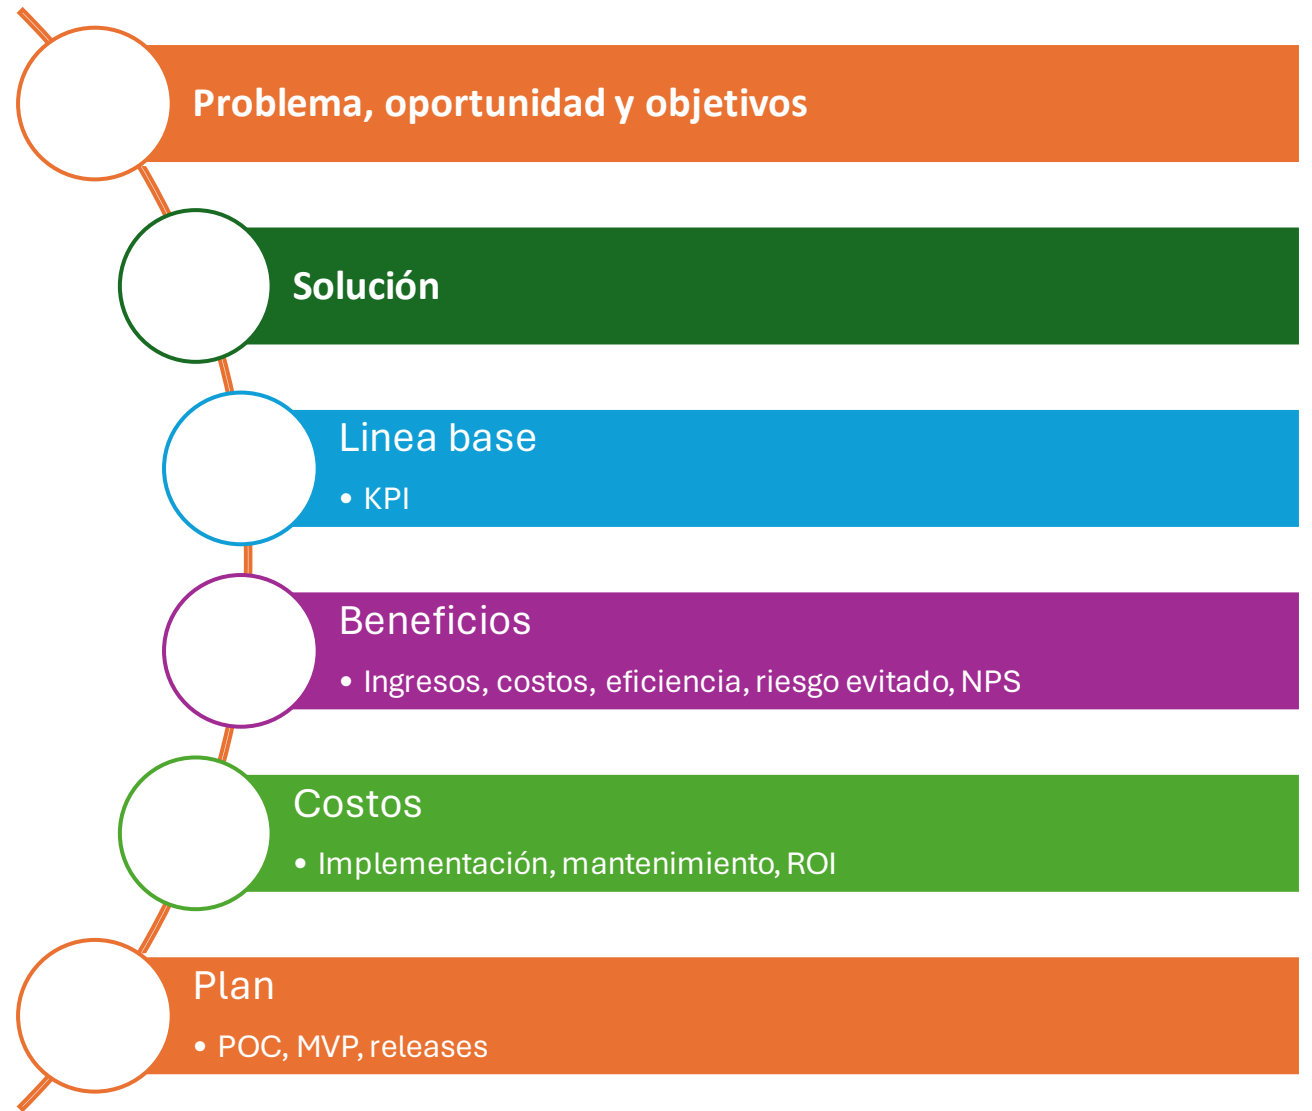 Problema, oportunidad y objetivos
Solución
Linea base
• KPI
Beneficios
• Ingresos, costos, eficiencia, riesgo evitado, NPS
Costos
• Implementación, mantenimiento, ROI
Plan
• POC, MVP, releases